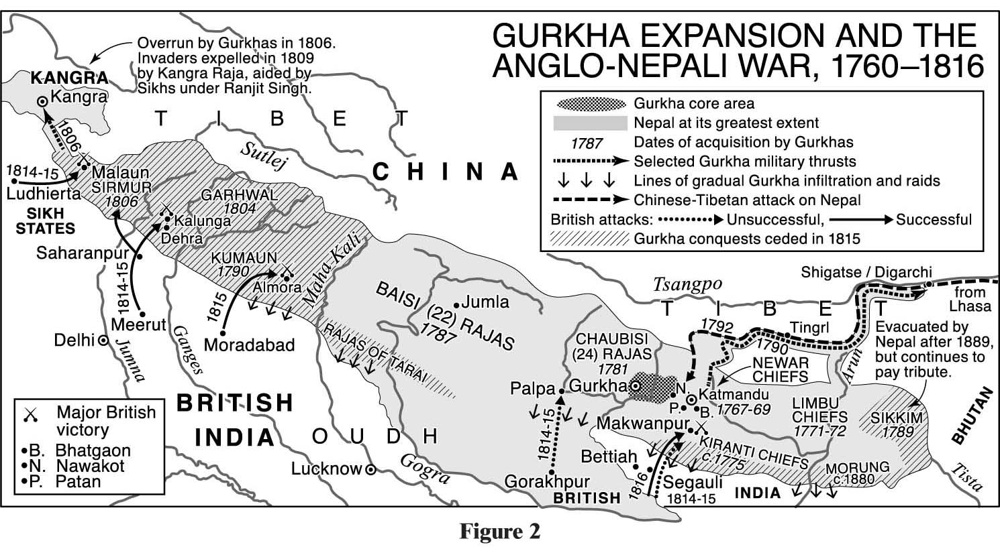 GURKHA EXPANSION AND THE
ANGLO-NEPALI WAR, 1760–1816
Gurkha core area
Nepal at its greatest extent
1787 Dates of acquisition by Gurkhas
Selected Gurkha military thrusts
Lines of gradual Gurkha infiltration and raids
Chinese-Tibetan attack on Nepal
British attacks: Unsuccessful, Successful
Gurkha conquests ceded in 1815
Overrun by Gurkhas in 1806.
Invaders expelled in 1809
by Kangra Raja, aided by
Sikhs under Ranjit Singh.
KANGRA
Kangra
TIBET
Sutlej
CHINA
1806
1814-15
Ludhierta
SIKH
STATES
Malaun
SIRMUR
1806
GARHWAL
1804
Kalunga
Dehra
Saharanpur
1814-15
Meerut
KUMAUN
1790
Almora
1815
Moradabad
Maha Kali
Delhi
Jumna
Ganges
BAISI (22) RAJAS
1787
Jumla
RAJAS OF TARAI
BRITISH
INDIA
OUDH
Lucknow
Gogra
Tsangpo
TIBET
Shigatse / Digarchi
from
Lhasa
1792
Tingrl
1790
Arun
Evacuated by
Nepal after 1889,
but continues to
pay tribute.
CHAUBISI
(24) RAJAS
1781
NEWAR
CHIEFS
Palpa
Gurkha
N.
Katmandu
P.
B.
1767-69
Makwanpur
LIMBU
CHIEFS
1771-72
SIKKIM
1789
BHUTAN
1814-15
Gorakhpur
Bettiah
KIRANTI CHIEFS
c.1775
MORUNG
c.1880
1816
Segauli
1814-15
BRITISH
INDIA
Tista
Major British
victory
•B. Bhatgaon
•N. Nawakot
•P. Patan
Figure 2